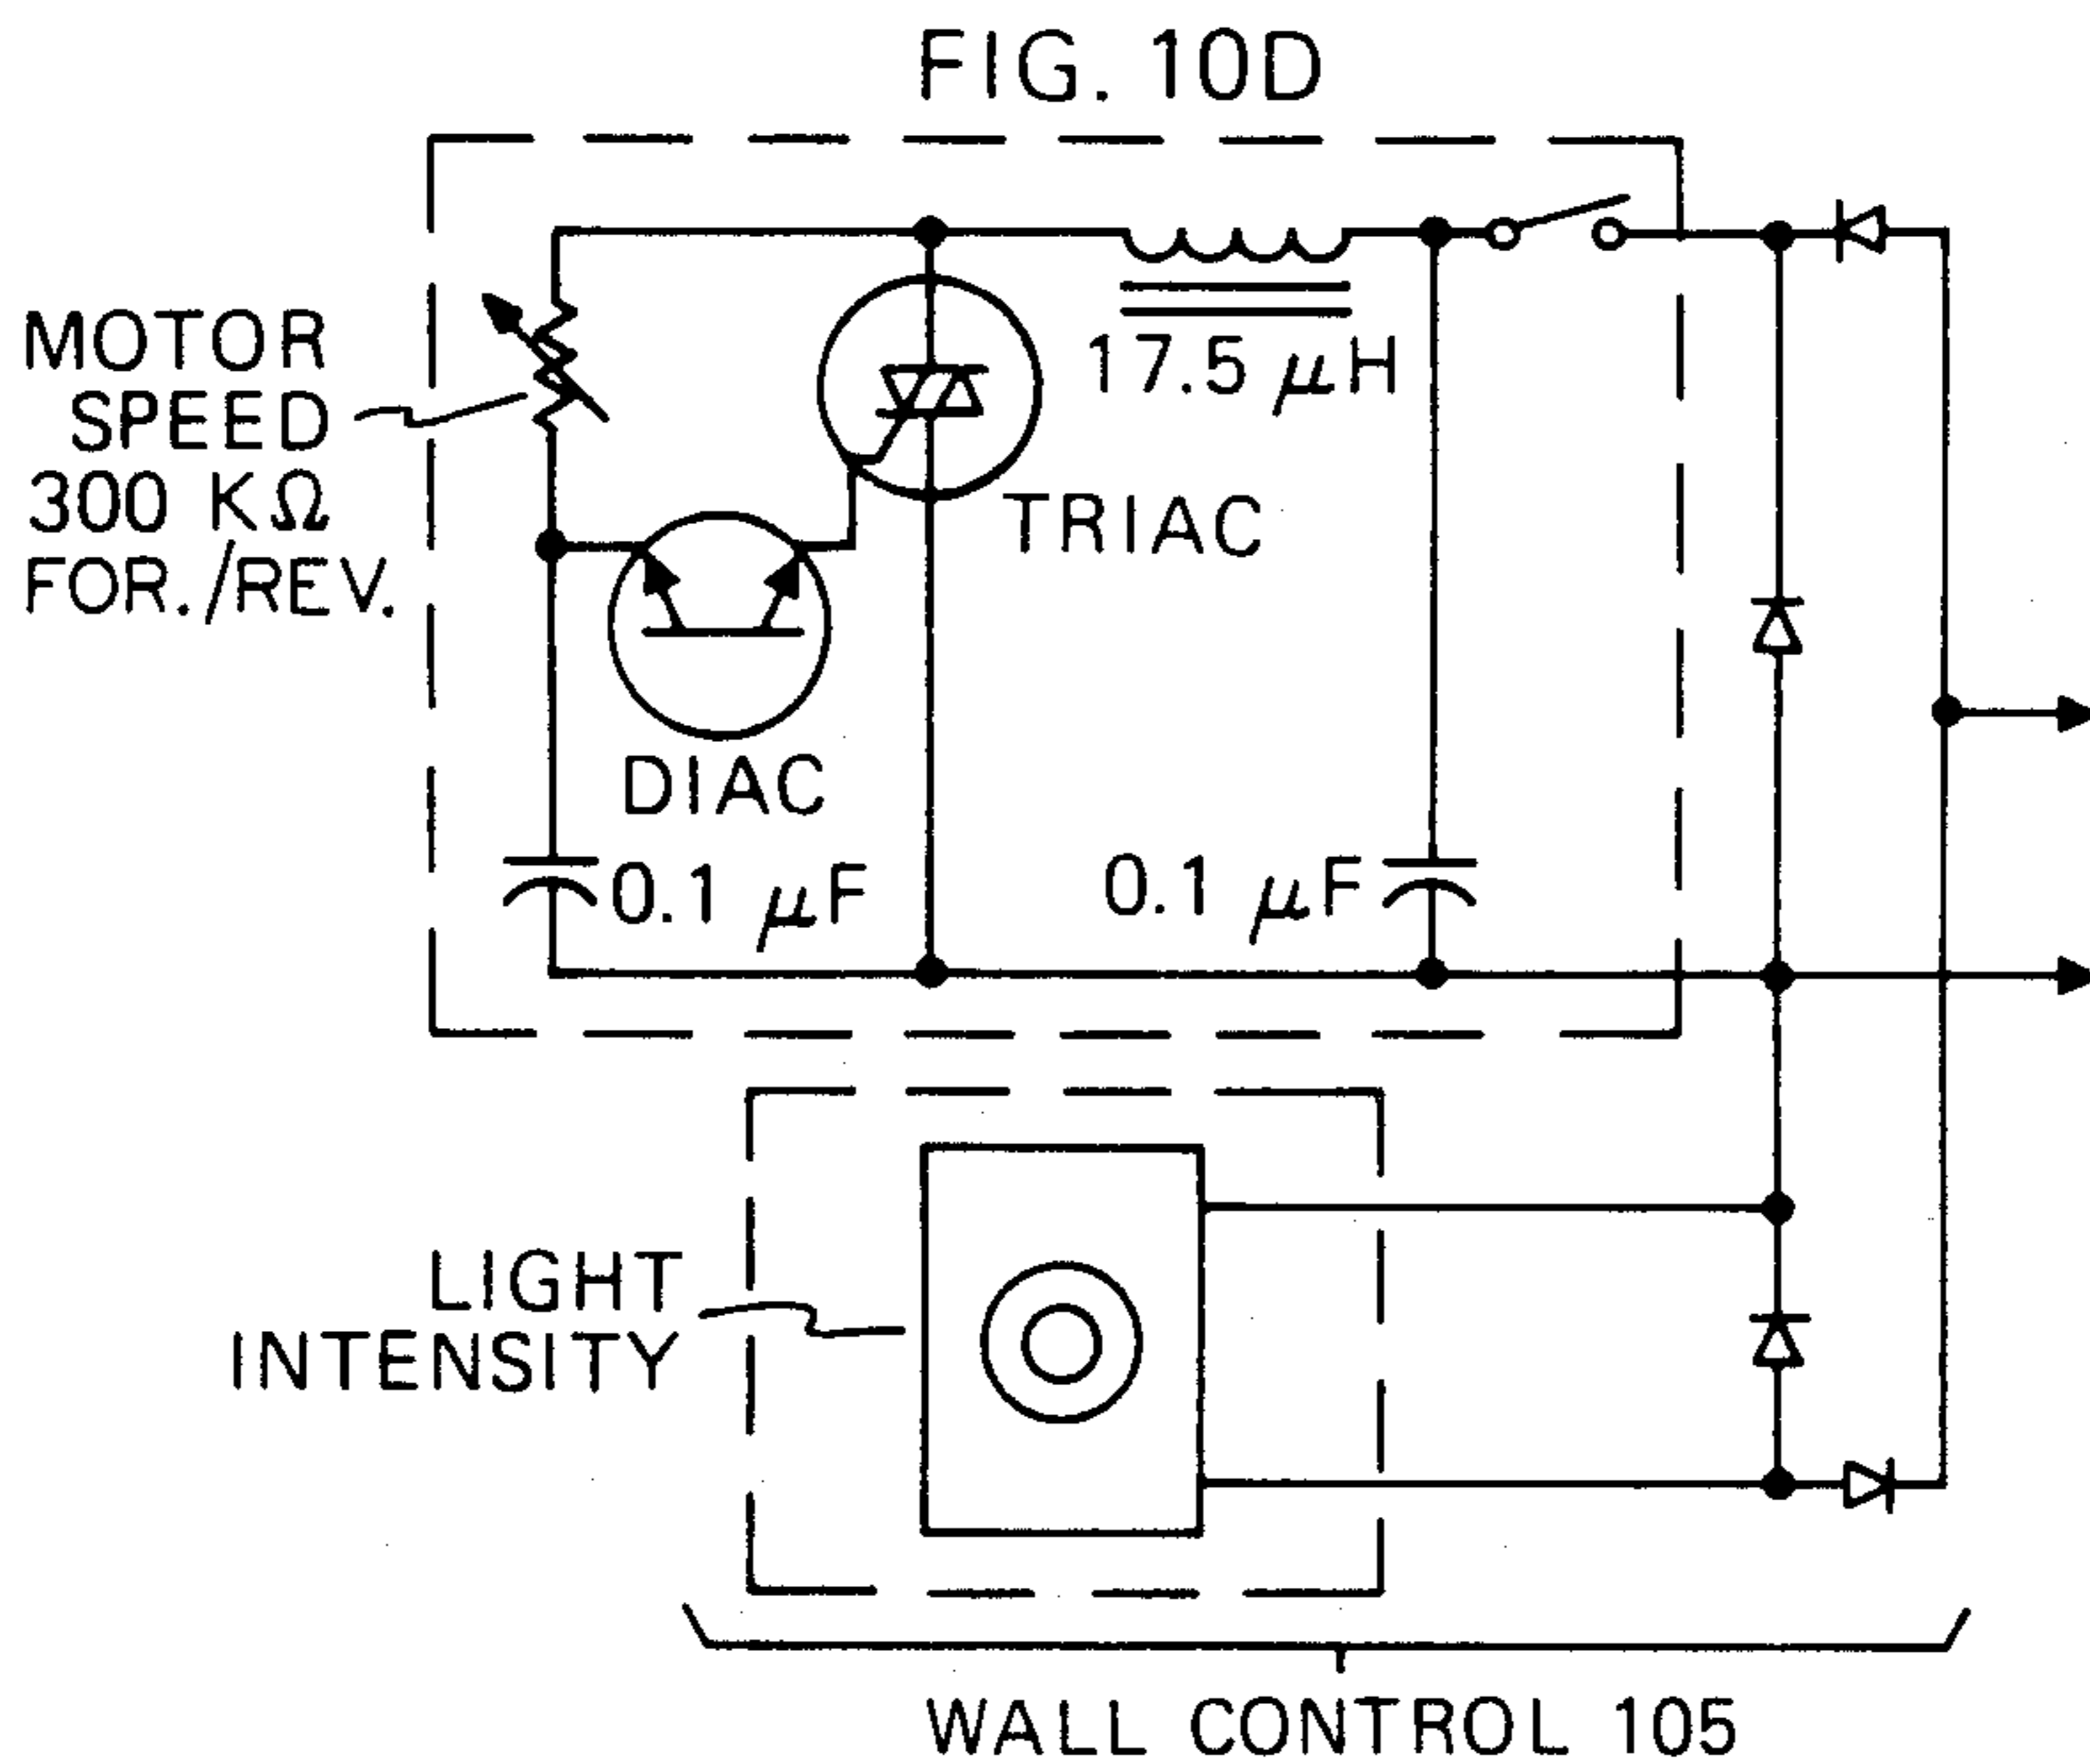 FIG. 10D
MOTOR
SPEED
300 KΩ
FOR./REV.
17.5 μH
TRIAC
DIAC
0.1 μF
0.1 μF
LIGHT
INTENSITY
WALL CONTROL 105